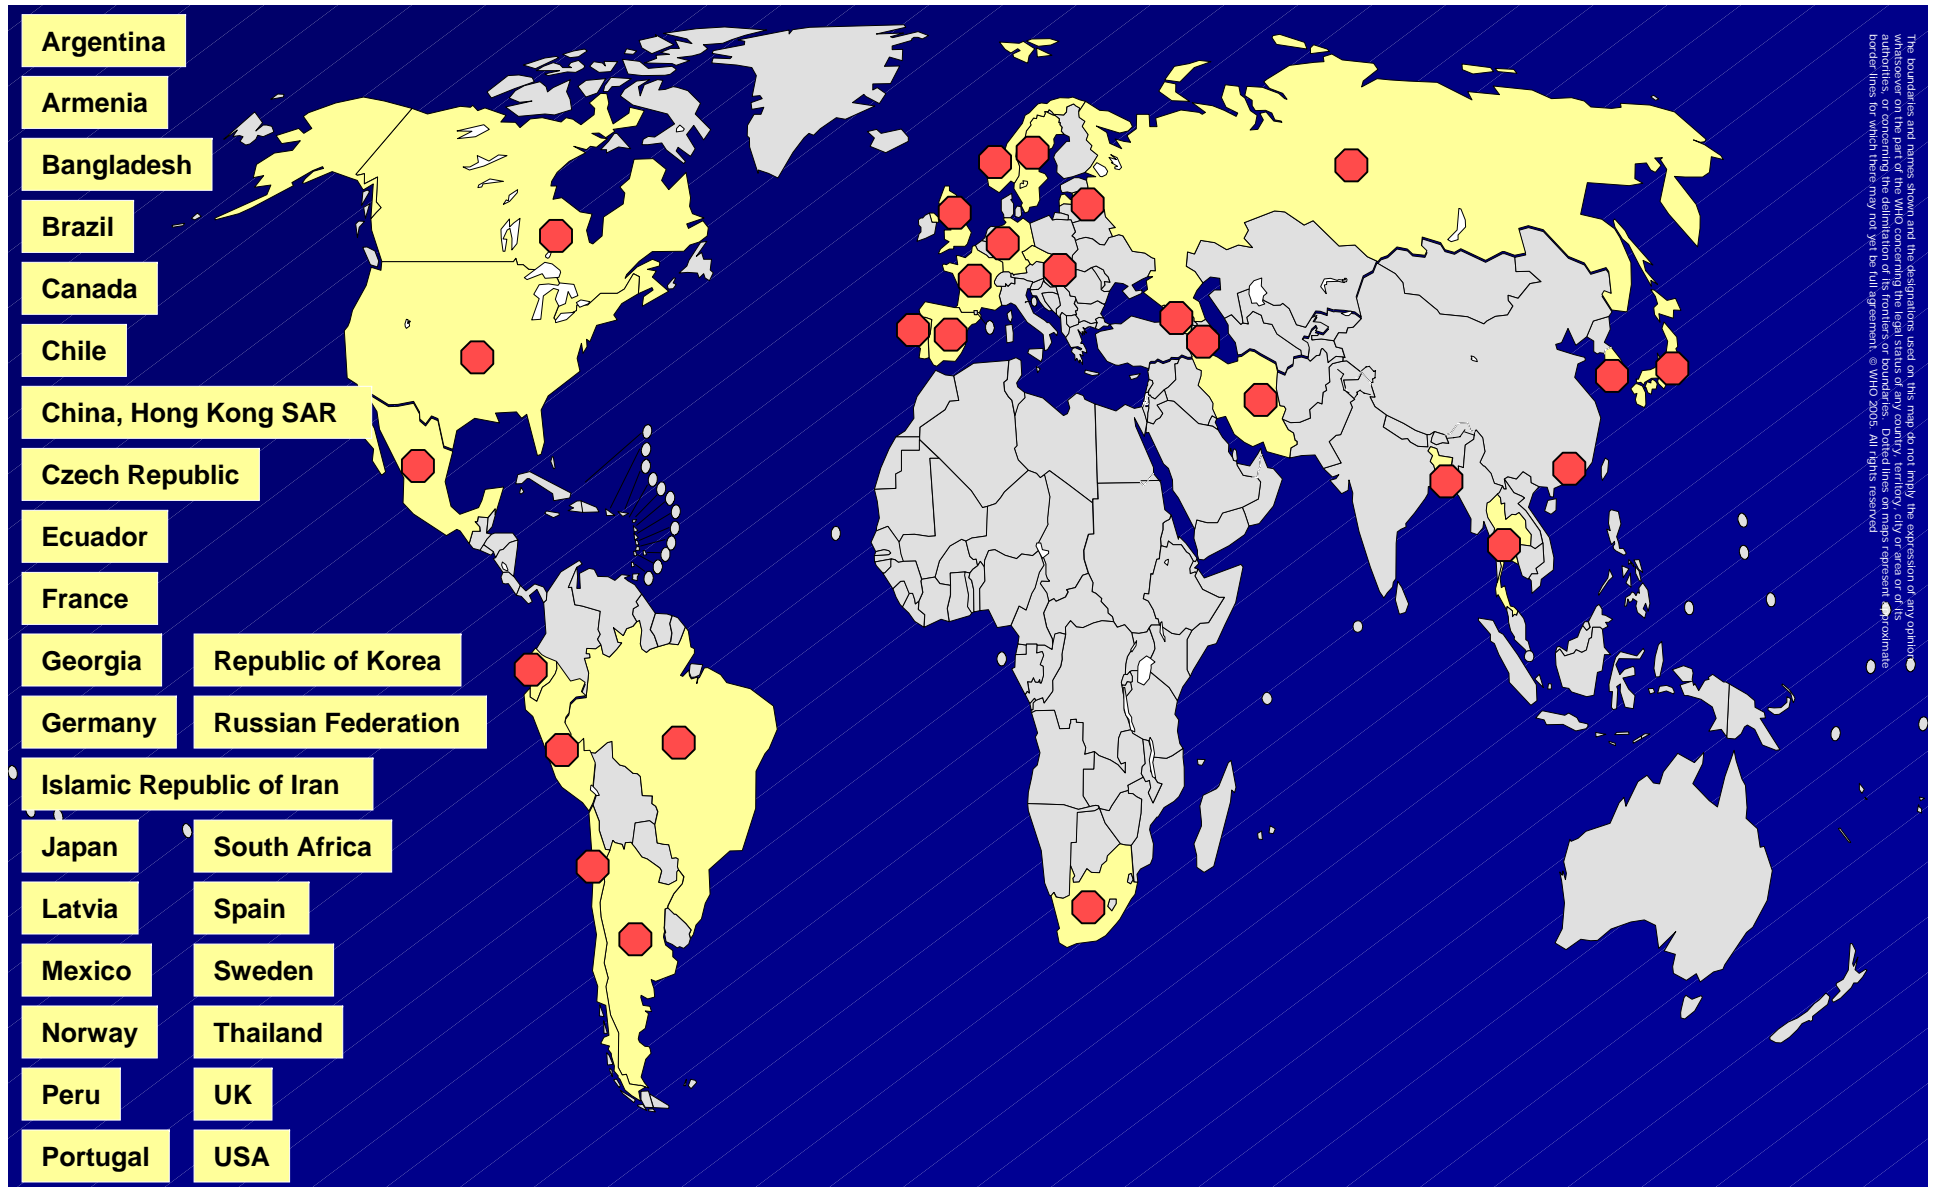 Argentina
Armenia
Bangladesh
Brazil
Canada
Chile
China, Hong Kong SAR
Czech Republic
Ecuador
France
Georgia
Republic of Korea
Germany
Russian Federation
Islamic Republic of Iran
Japan
South Africa
Latvia
Spain
Mexico
Sweden
Norway
Thailand
Peru
UK
Portugal
USA
The boundaries and names shown and the designations used on this map do not imply the expression of any opinion
whatsoever on the part of the WHO concerning the legal status of any country, territory, city or area or of its
authorities, or concerning the delimitation of its frontiers or boundaries. Dotted lines on maps represent approximate
border lines for which there may not yet be full agreement. © WHO 2005. All rights reserved